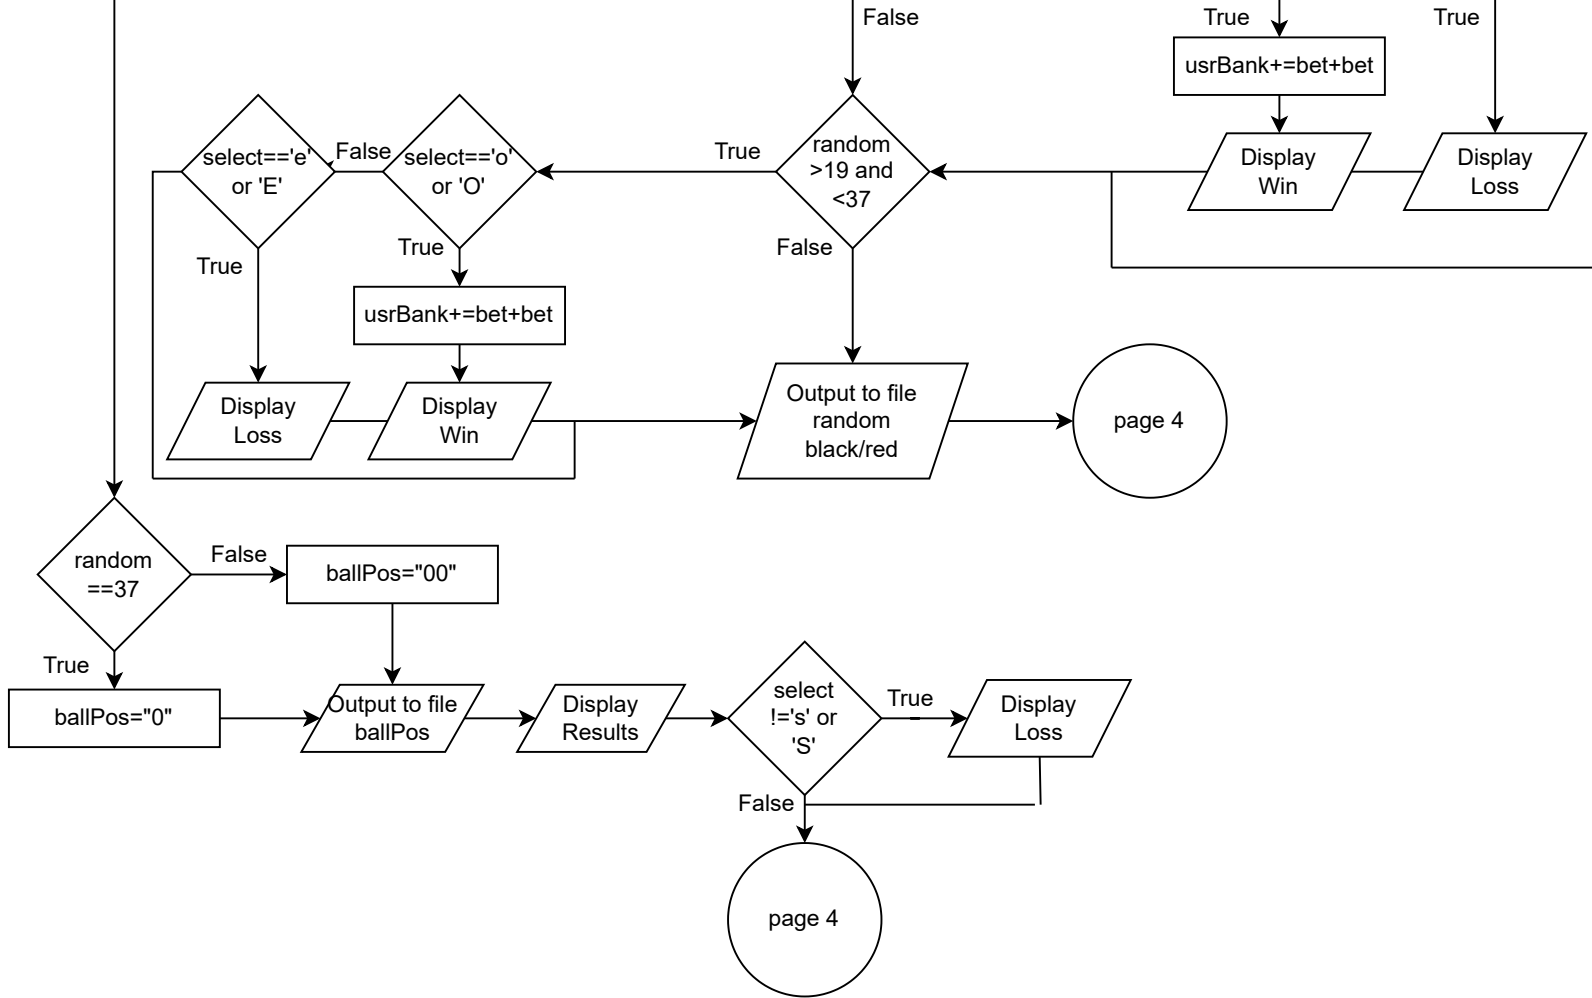 False
True
True
usrBank+=bet+bet
select=='e'
or 'E'
False
select=='o'
or 'O'
True
random
>19 and
<37
Display
Win
Display
Loss
True
True
False
usrBank+=bet+bet
Display
Loss
Display
Win
Output to file
random
black/red
page 4
random
==37
False
ballPos="00"
True
ballPos="0"
Output to file
ballPos
Display
Results
select
!='s' or
'S'
True
Display
Loss
False
page 4